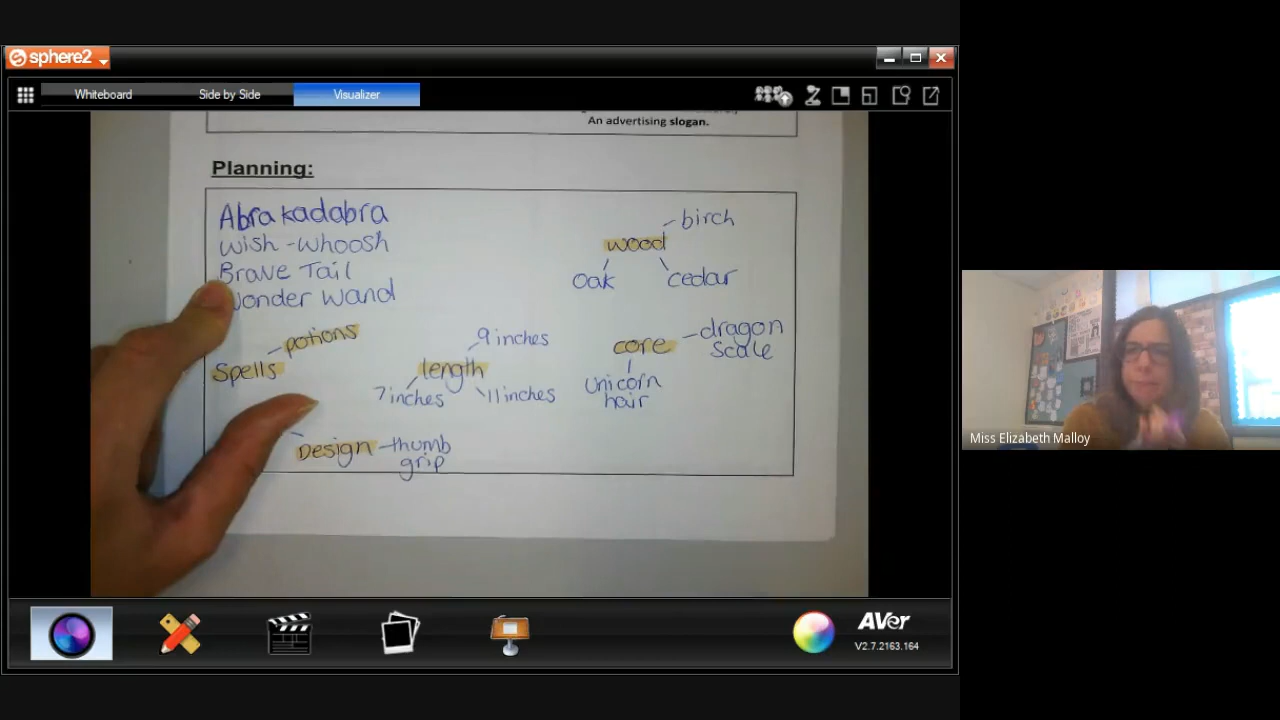 sphere2
Whiteboard
Side by Side
Visualizer
An advertising slogan.
Planning:
Abrakadabra
Wish-Whoosh
Brave Tail
Wonder Wand
wood
birch
Oak
cedar
Spells
potions
length
9 inches
7 inches
11 inches
core
dragon
scale
Unicorn
hair
Design
thumb
grip
Miss Elizabeth Malloy
AVer
V2.7.2163.164